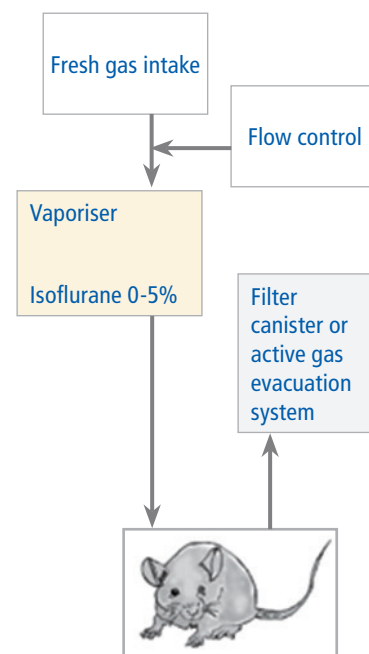 Fresh gas intake
Flow control
Vaporiser
Isoflurane 0-5%
Filter
canister or
active gas
evacuation
system